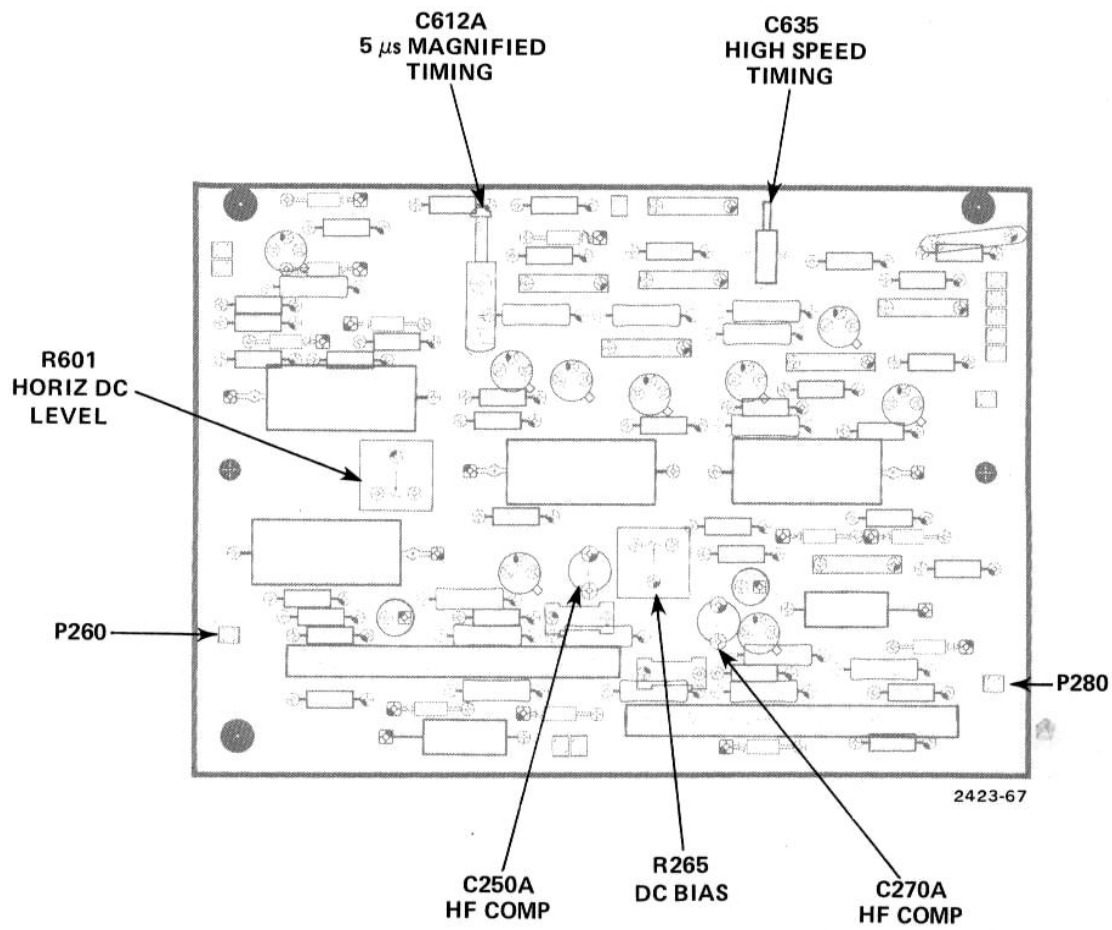 C612A
5 μs MAGNIFIED
TIMING
C635
HIGH SPEED
TIMING
R601
HORIZ DC
LEVEL
P260
P280
2423-67
C250A
HF COMP
R265
DC BIAS
C270A
HF COMP